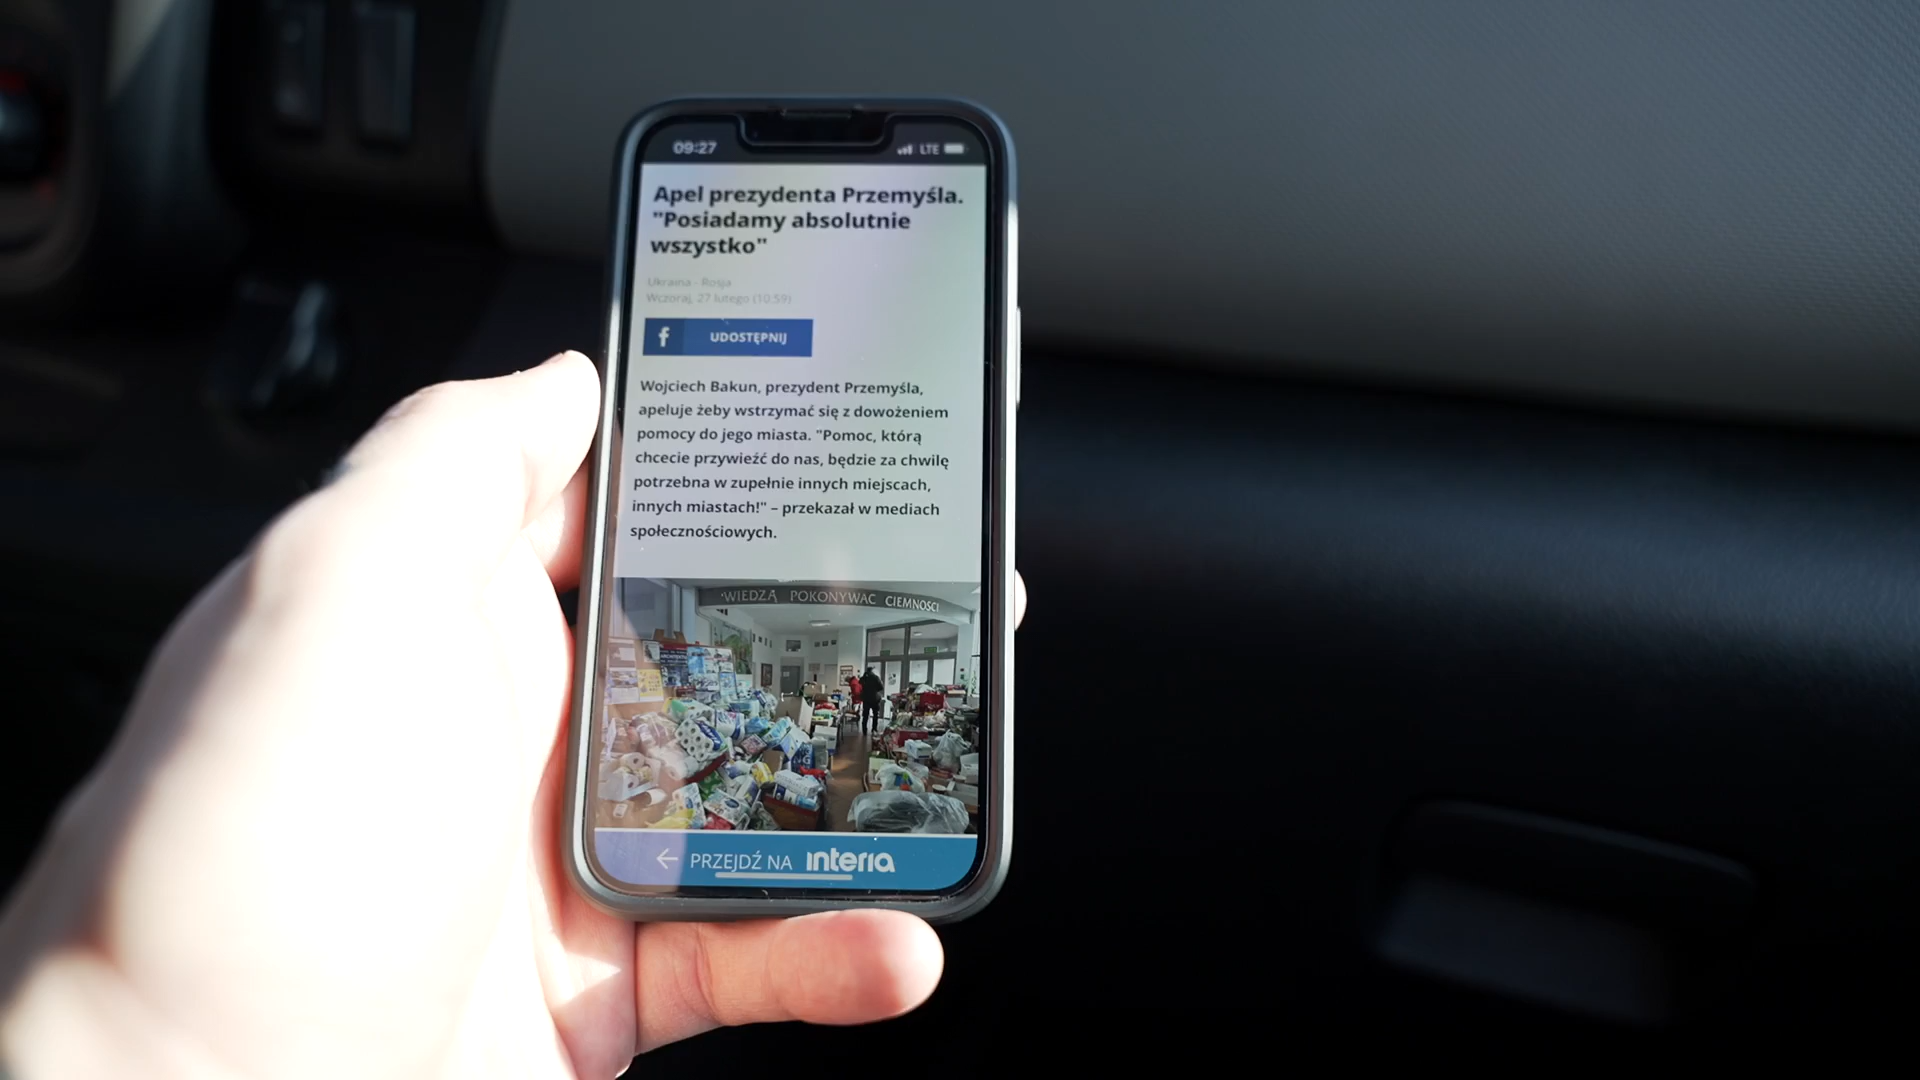 09:27
LTE
Apel prezydenta Przemyśla.
"Posiadamy absolutnie
wszystko"
Ukraina - Rosja
Wczoraj, 27 lutego (10:59)
f UDOSTĘPNIJ
Wojciech Bakun, prezydent Przemyśla,
apeluje żeby wstrzymać się z dowożeniem
pomocy do jego miasta. "Pomoc, którą
chcecie przywieźć do nas, będzie za chwilę
potrzebna w zupełnie innych miejscach,
innych miastach!" – przekazał w mediach
społecznościowych.
WIEDZĄ POKONYWAĆ CIEMNOŚCI
← PRZEJDŹ NA interia